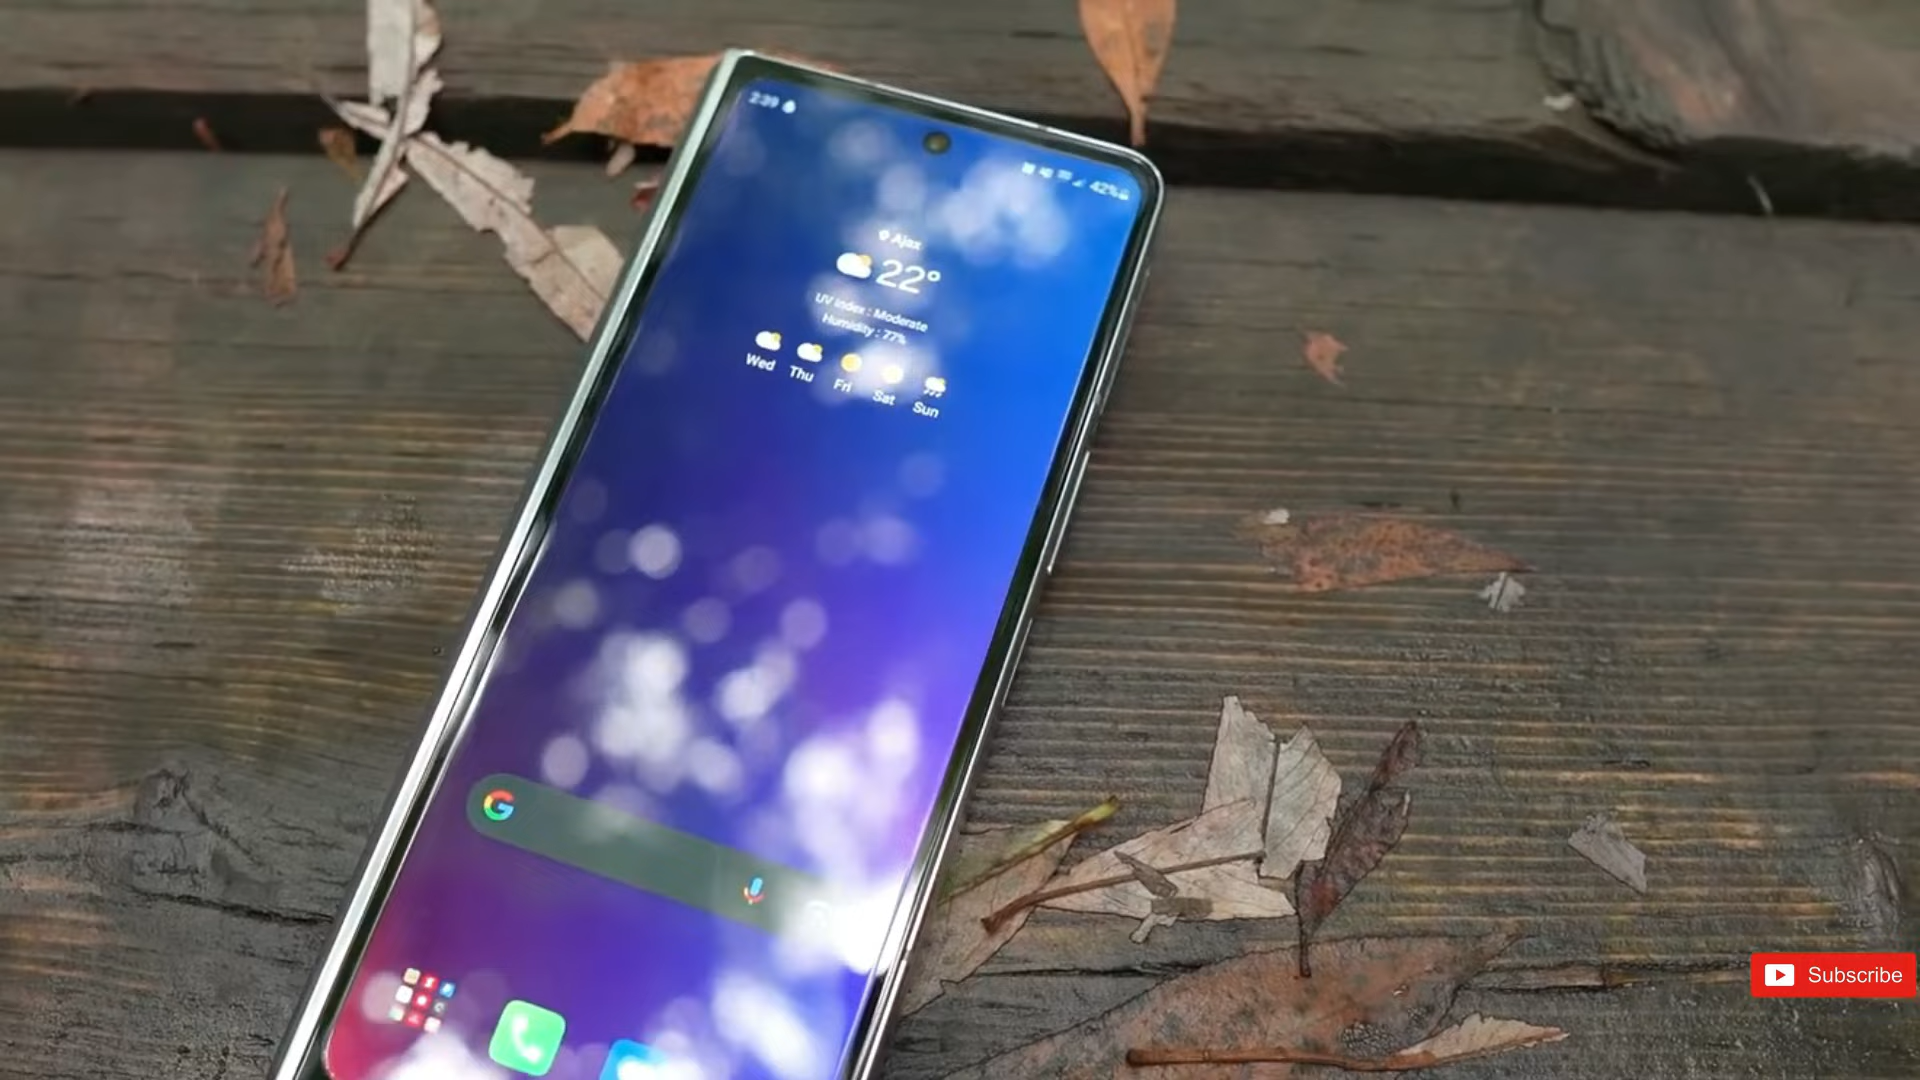 2:39
42%
Ajax
22°
UV Index : Moderate
Humidity : 77%
Wed Thu Fri Sat Sun
G
Subscribe